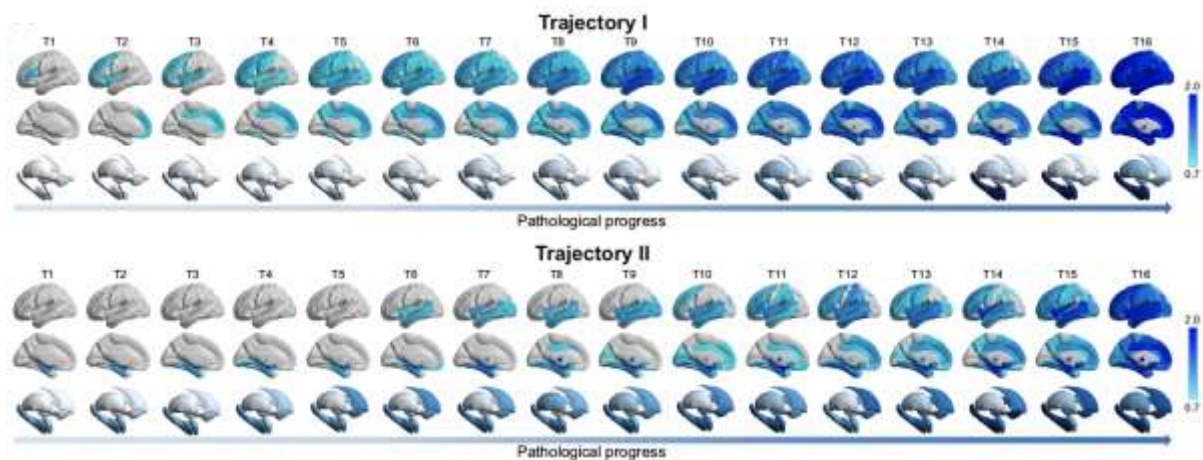 Trajectory I
T1 T2 T3 T4 T5 T6 T7 T8 T9 T10 T11 T12 T13 T14 T15 T16
2.0
0.7
Pathological progress
Trajectory II
T1 T2 T3 T4 T5 T6 T7 T8 T9 T10 T11 T12 T13 T14 T15 T16
2.0
0.7
Pathological progress